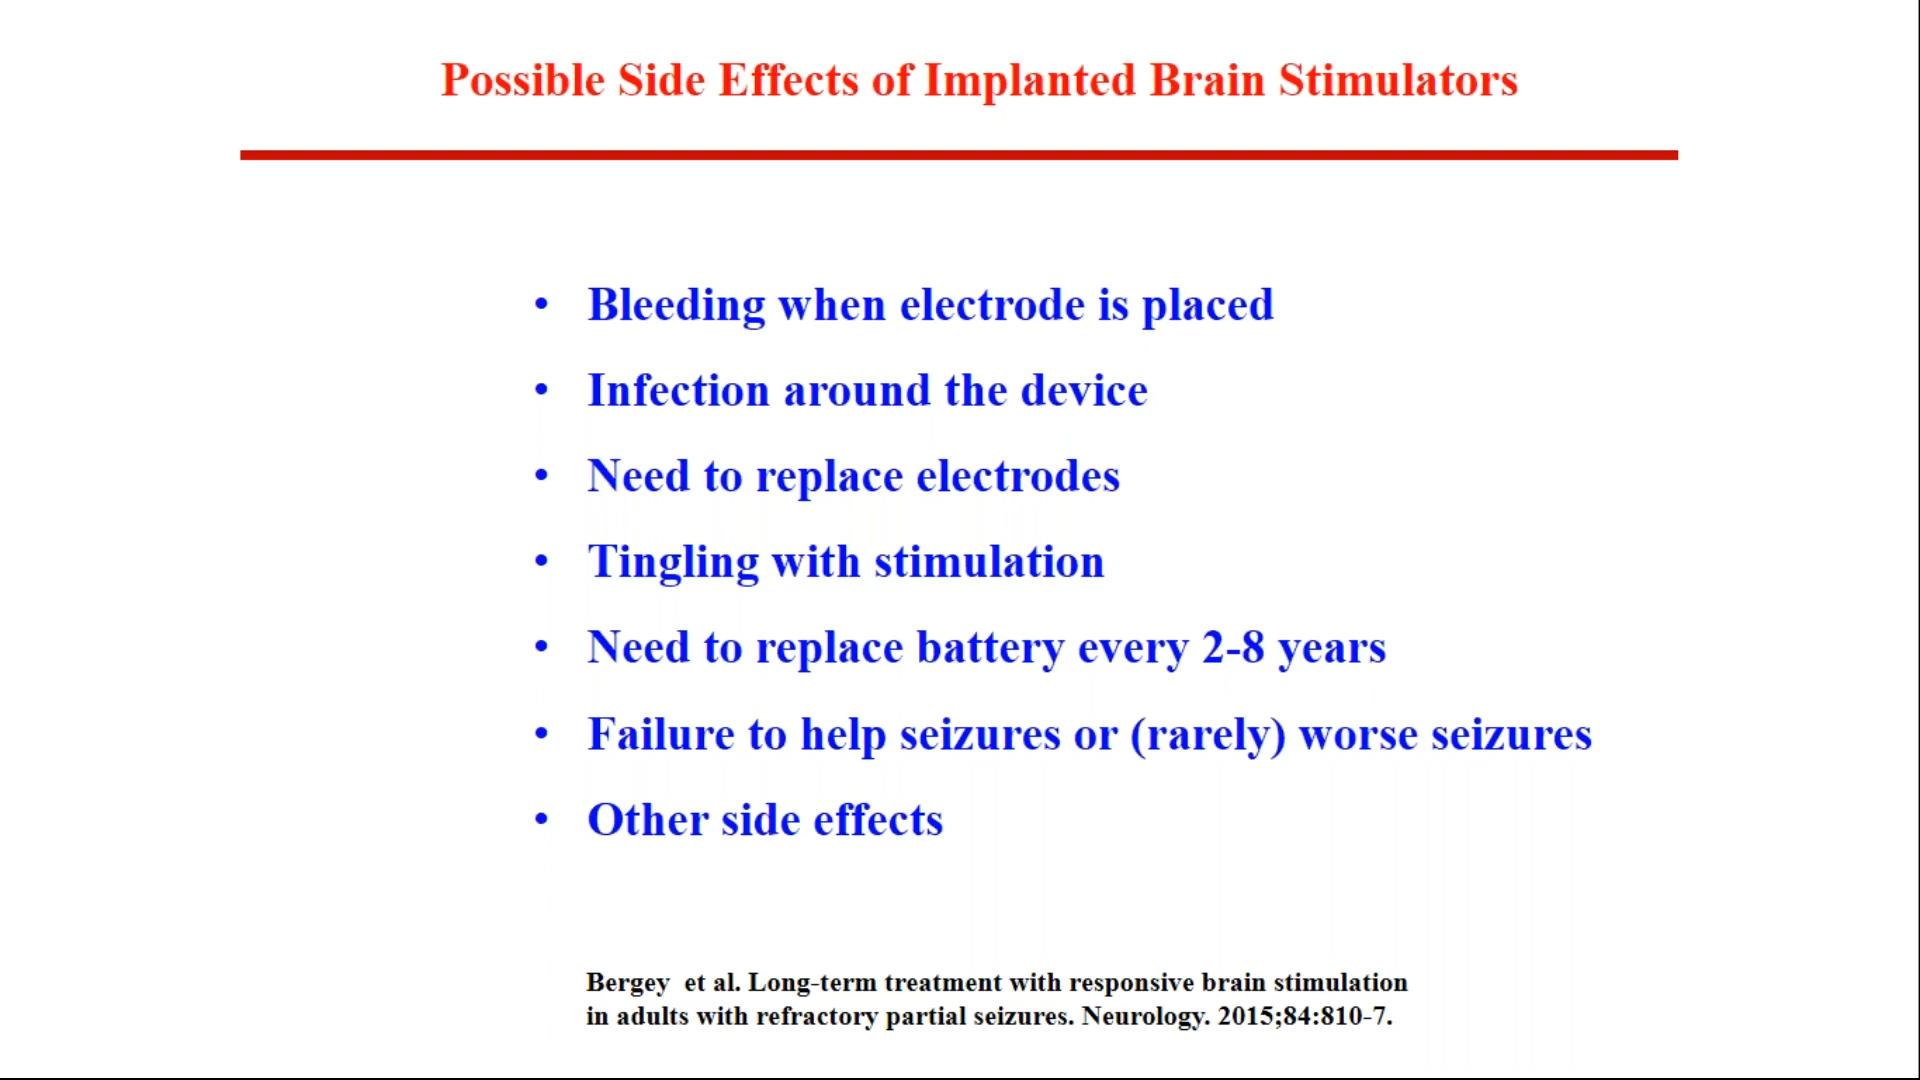 Possible Side Effects of Implanted Brain Stimulators
• Bleeding when electrode is placed
• Infection around the device
• Need to replace electrodes
• Tingling with stimulation
• Need to replace battery every 2-8 years
• Failure to help seizures or (rarely) worse seizures
• Other side effects
Bergey  et al. Long-term treatment with responsive brain stimulation
in adults with refractory partial seizures. Neurology. 2015;84:810-7.